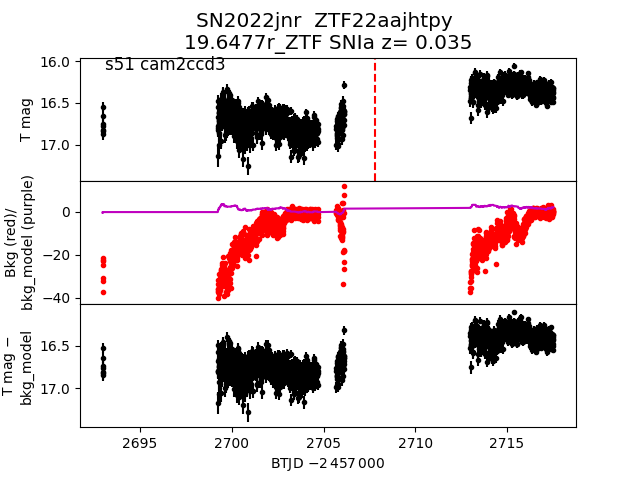 SN2022jnr ZTF22aajhtpy
19.6477r_ZTF SNIa z= 0.035
s51 cam2ccd3
16.0
16.5
17.0
T mag
0
−20
−40
Bkg (red)/
bkg_model (purple)
16.5
17.0
T mag −
bkg_model
2695 2700 2705 2710 2715
BTJD −2 457 000